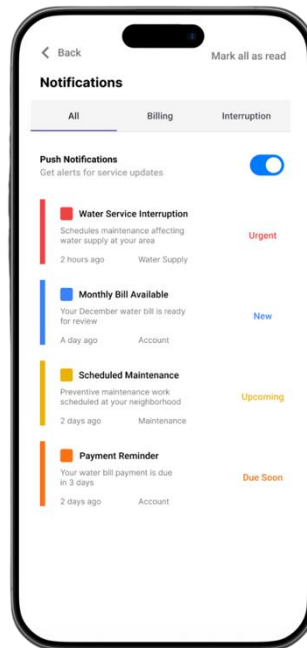 Back
Mark all as read
Notifications
All Billing Interruption
Push Notifications
Get alerts for service updates
Water Service Interruption
Schedules maintenance affecting
water supply at your area
Urgent
2 hours ago Water Supply
Monthly Bill Available
Your December water bill is ready
for review
New
A day ago Account
Scheduled Maintenance
Preventive maintenance work
scheduled at your neighborhood
Upcoming
2 days ago Maintenance
Payment Reminder
Your water bill payment is due
in 3 days
Due Soon
2 days ago Account